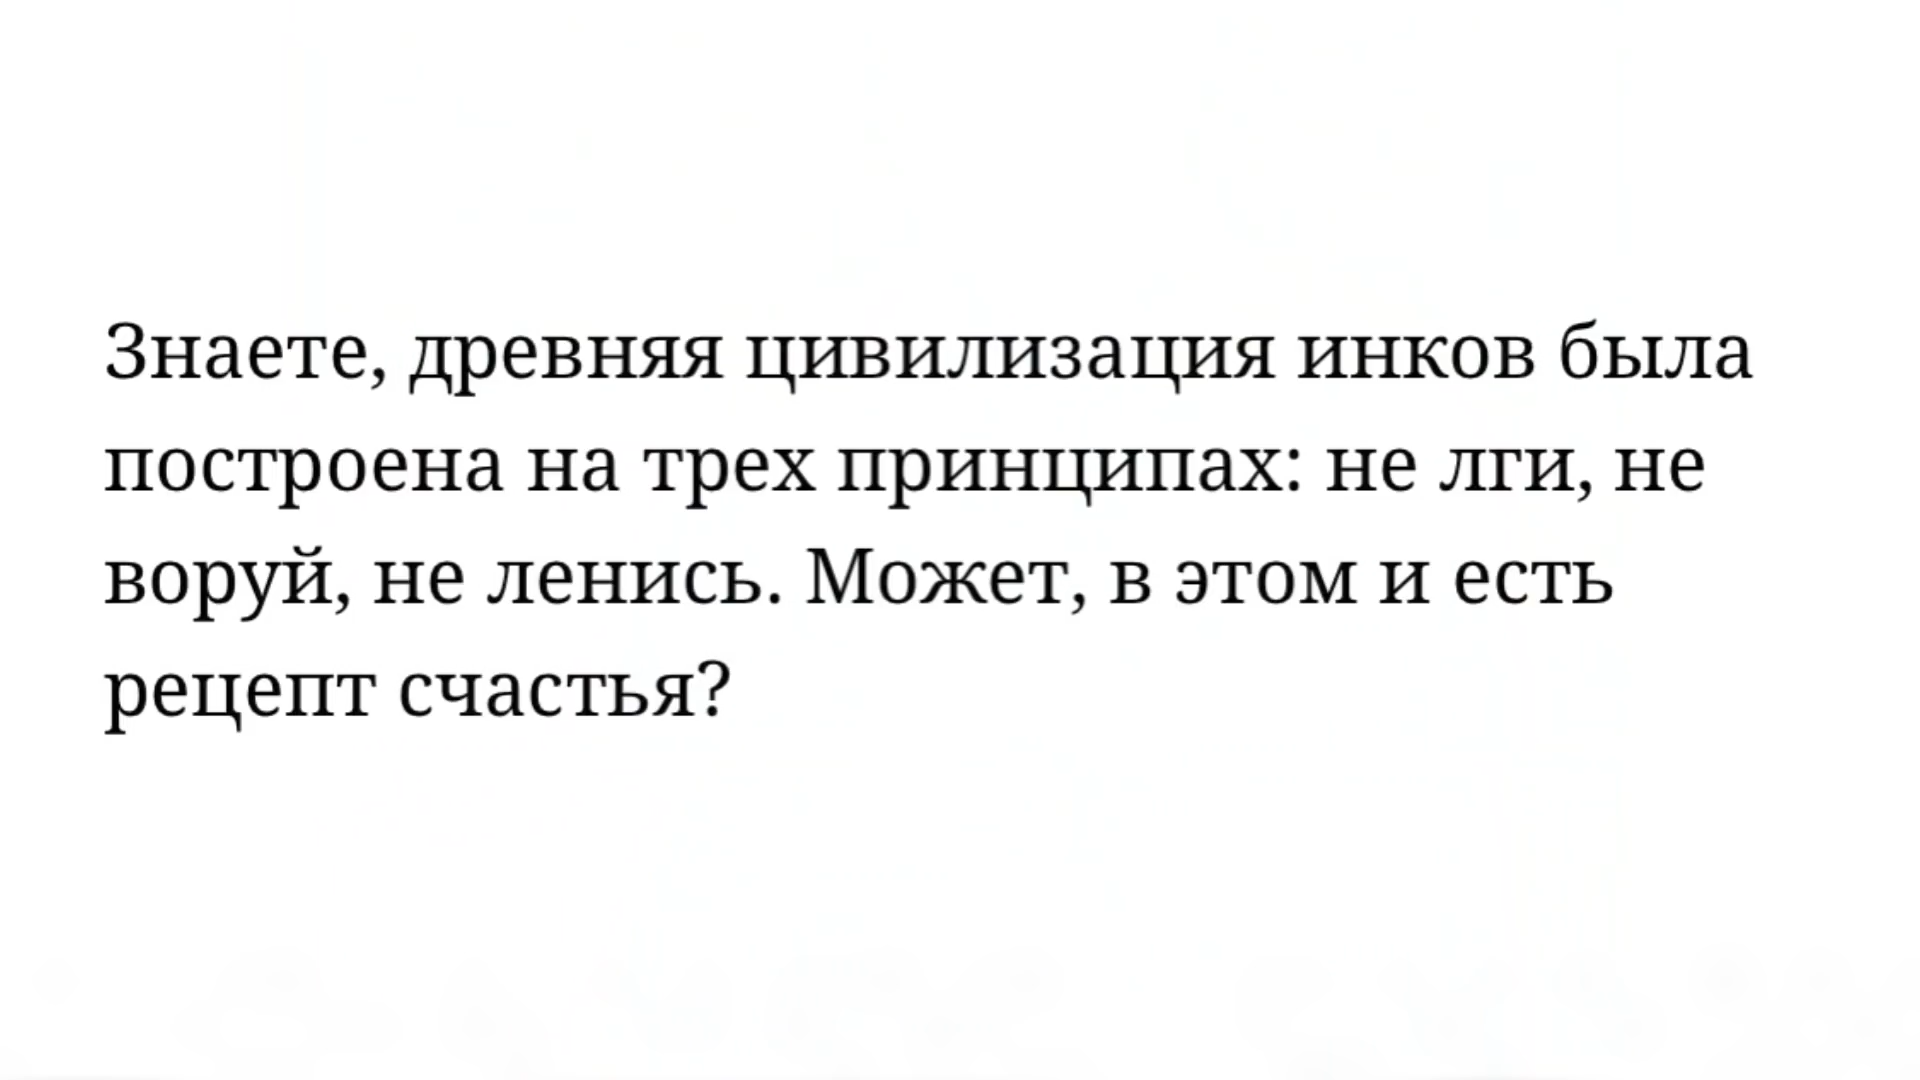 Знаете, древняя цивилизация инков была
построена на трех принципах: не лги, не
воруй, не ленись. Может, в этом и есть
рецепт счастья?